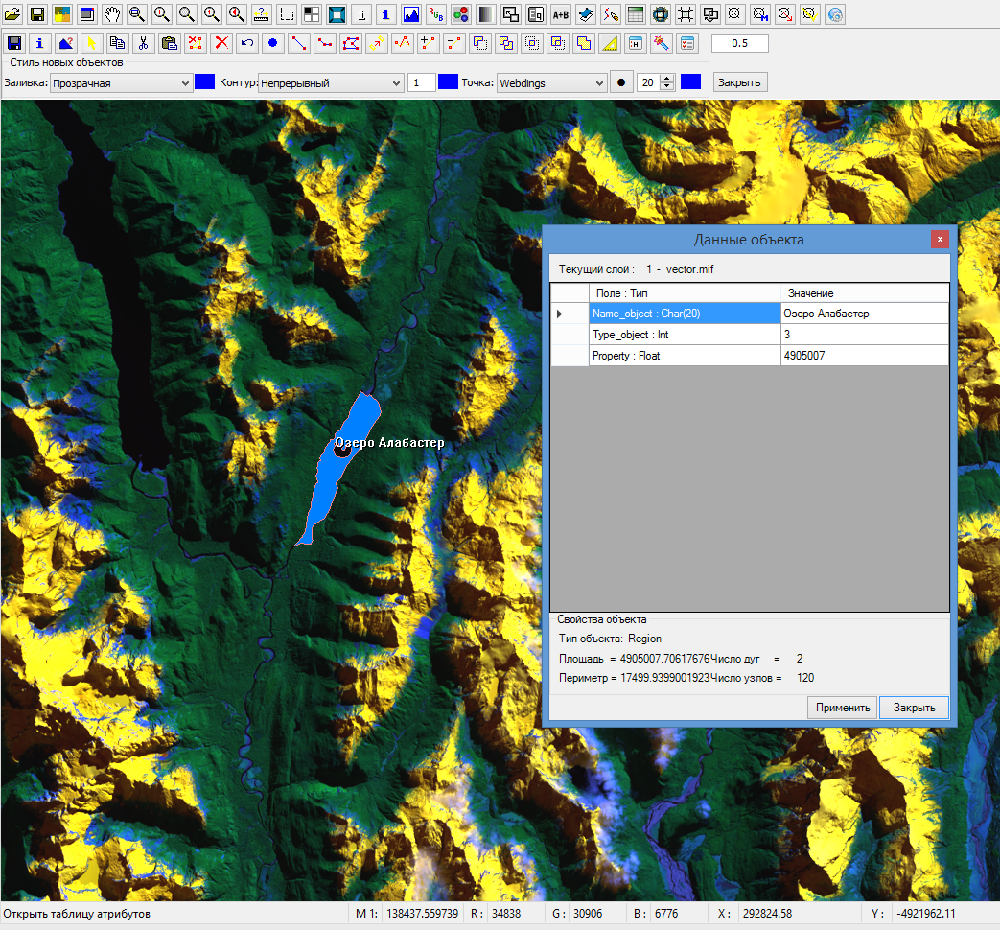 A+B
0.5
Стиль новых объектов
Заливка: Прозрачная Контур: Непрерывный 1 Точка: Webdings 20 Закрыть
Данные объекта
Текущий слой : 1 - vector.mif
Поле : Тип Значение
Name_object : Char(20) Озеро Алабастер
Type_object : Int 3
Property : Float 4905007
Озеро Алабастер
Свойства объекта
Тип объекта: Region
Площадь = 4905007.70617676 Число дуг = 2
Периметр = 17499.9399001923 Число узлов = 120
Применить Закрыть
Открыть таблицу атрибутов M 1: 138437.559739 R : 34838 G : 30906 B : 6776 X : 292824.58 Y : -4921962.11